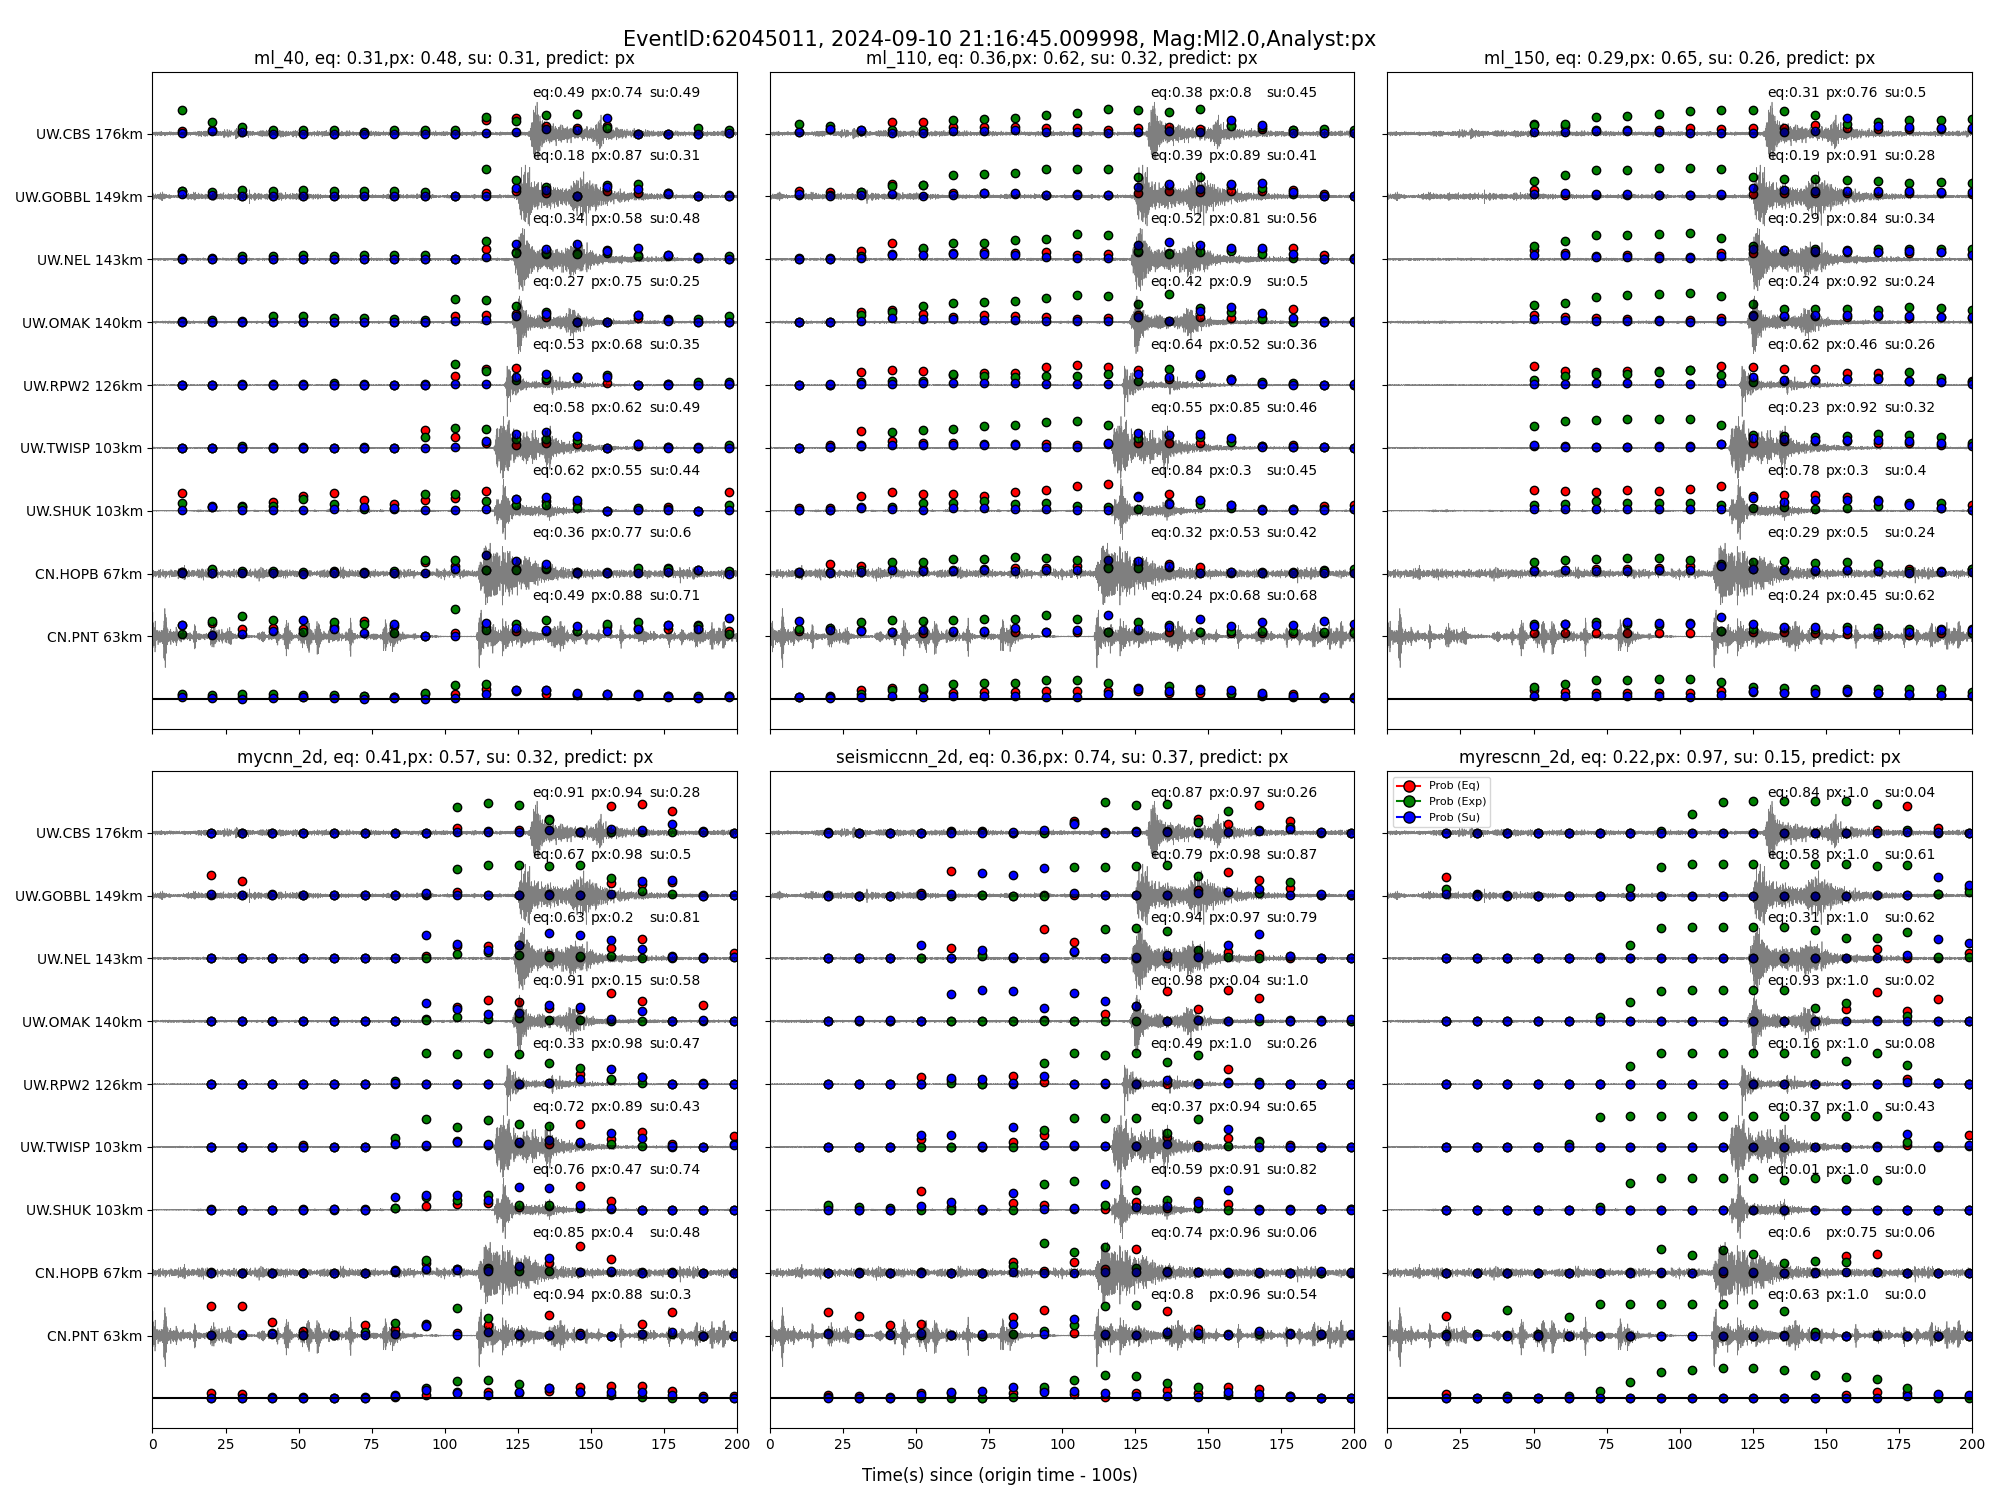 EventID:62045011, 2024-09-10 21:16:45.009998, Mag:Ml2.0,Analyst:px
ml_40, eq: 0.31,px: 0.48, su: 0.31, predict: px
UW.CBS 176km
eq:0.49 px:0.74 su:0.49
UW.GOBBL 149km
eq:0.18 px:0.87 su:0.31
UW.NEL 143km
eq:0.34 px:0.58 su:0.48
UW.OMAK 140km
eq:0.27 px:0.75 su:0.25
UW.RPW2 126km
eq:0.53 px:0.68 su:0.35
UW.TWISP 103km
eq:0.58 px:0.62 su:0.49
UW.SHUK 103km
eq:0.62 px:0.55 su:0.44
CN.HOPB 67km
eq:0.36 px:0.77 su:0.6
CN.PNT 63km
eq:0.49 px:0.88 su:0.71
ml_110, eq: 0.36,px: 0.62, su: 0.32, predict: px
eq:0.38 px:0.8 su:0.45
eq:0.39 px:0.89 su:0.41
eq:0.52 px:0.81 su:0.56
eq:0.42 px:0.9 su:0.5
eq:0.64 px:0.52 su:0.36
eq:0.55 px:0.85 su:0.46
eq:0.84 px:0.3 su:0.45
eq:0.32 px:0.53 su:0.42
eq:0.24 px:0.68 su:0.68
ml_150, eq: 0.29,px: 0.65, su: 0.26, predict: px
eq:0.31 px:0.76 su:0.5
eq:0.19 px:0.91 su:0.28
eq:0.29 px:0.84 su:0.34
eq:0.24 px:0.92 su:0.24
eq:0.62 px:0.46 su:0.26
eq:0.23 px:0.92 su:0.32
eq:0.78 px:0.3 su:0.4
eq:0.29 px:0.5 su:0.24
eq:0.24 px:0.45 su:0.62
mycnn_2d, eq: 0.41,px: 0.57, su: 0.32, predict: px
UW.CBS 176km
eq:0.91 px:0.94 su:0.28
UW.GOBBL 149km
eq:0.67 px:0.98 su:0.5
UW.NEL 143km
eq:0.63 px:0.2 su:0.81
UW.OMAK 140km
eq:0.91 px:0.15 su:0.58
UW.RPW2 126km
eq:0.33 px:0.98 su:0.47
UW.TWISP 103km
eq:0.72 px:0.89 su:0.43
UW.SHUK 103km
eq:0.76 px:0.47 su:0.74
CN.HOPB 67km
eq:0.85 px:0.4 su:0.48
CN.PNT 63km
eq:0.94 px:0.88 su:0.3
0 25 50 75 100 125 150 175 200
seismiccnn_2d, eq: 0.36,px: 0.74, su: 0.37, predict: px
eq:0.87 px:0.97 su:0.26
eq:0.79 px:0.98 su:0.87
eq:0.94 px:0.97 su:0.79
eq:0.98 px:0.04 su:1.0
eq:0.49 px:1.0 su:0.26
eq:0.37 px:0.94 su:0.65
eq:0.59 px:0.91 su:0.82
eq:0.74 px:0.96 su:0.06
eq:0.8 px:0.96 su:0.54
0 25 50 75 100 125 150 175 200
myrescnn_2d, eq: 0.22,px: 0.97, su: 0.15, predict: px
Prob (Eq)
Prob (Exp)
Prob (Su)
eq:0.84 px:1.0 su:0.04
eq:0.58 px:1.0 su:0.61
eq:0.31 px:1.0 su:0.62
eq:0.93 px:1.0 su:0.02
eq:0.16 px:1.0 su:0.08
eq:0.37 px:1.0 su:0.43
eq:0.01 px:1.0 su:0.0
eq:0.6 px:0.75 su:0.06
eq:0.63 px:1.0 su:0.0
0 25 50 75 100 125 150 175 200
Time(s) since (origin time - 100s)